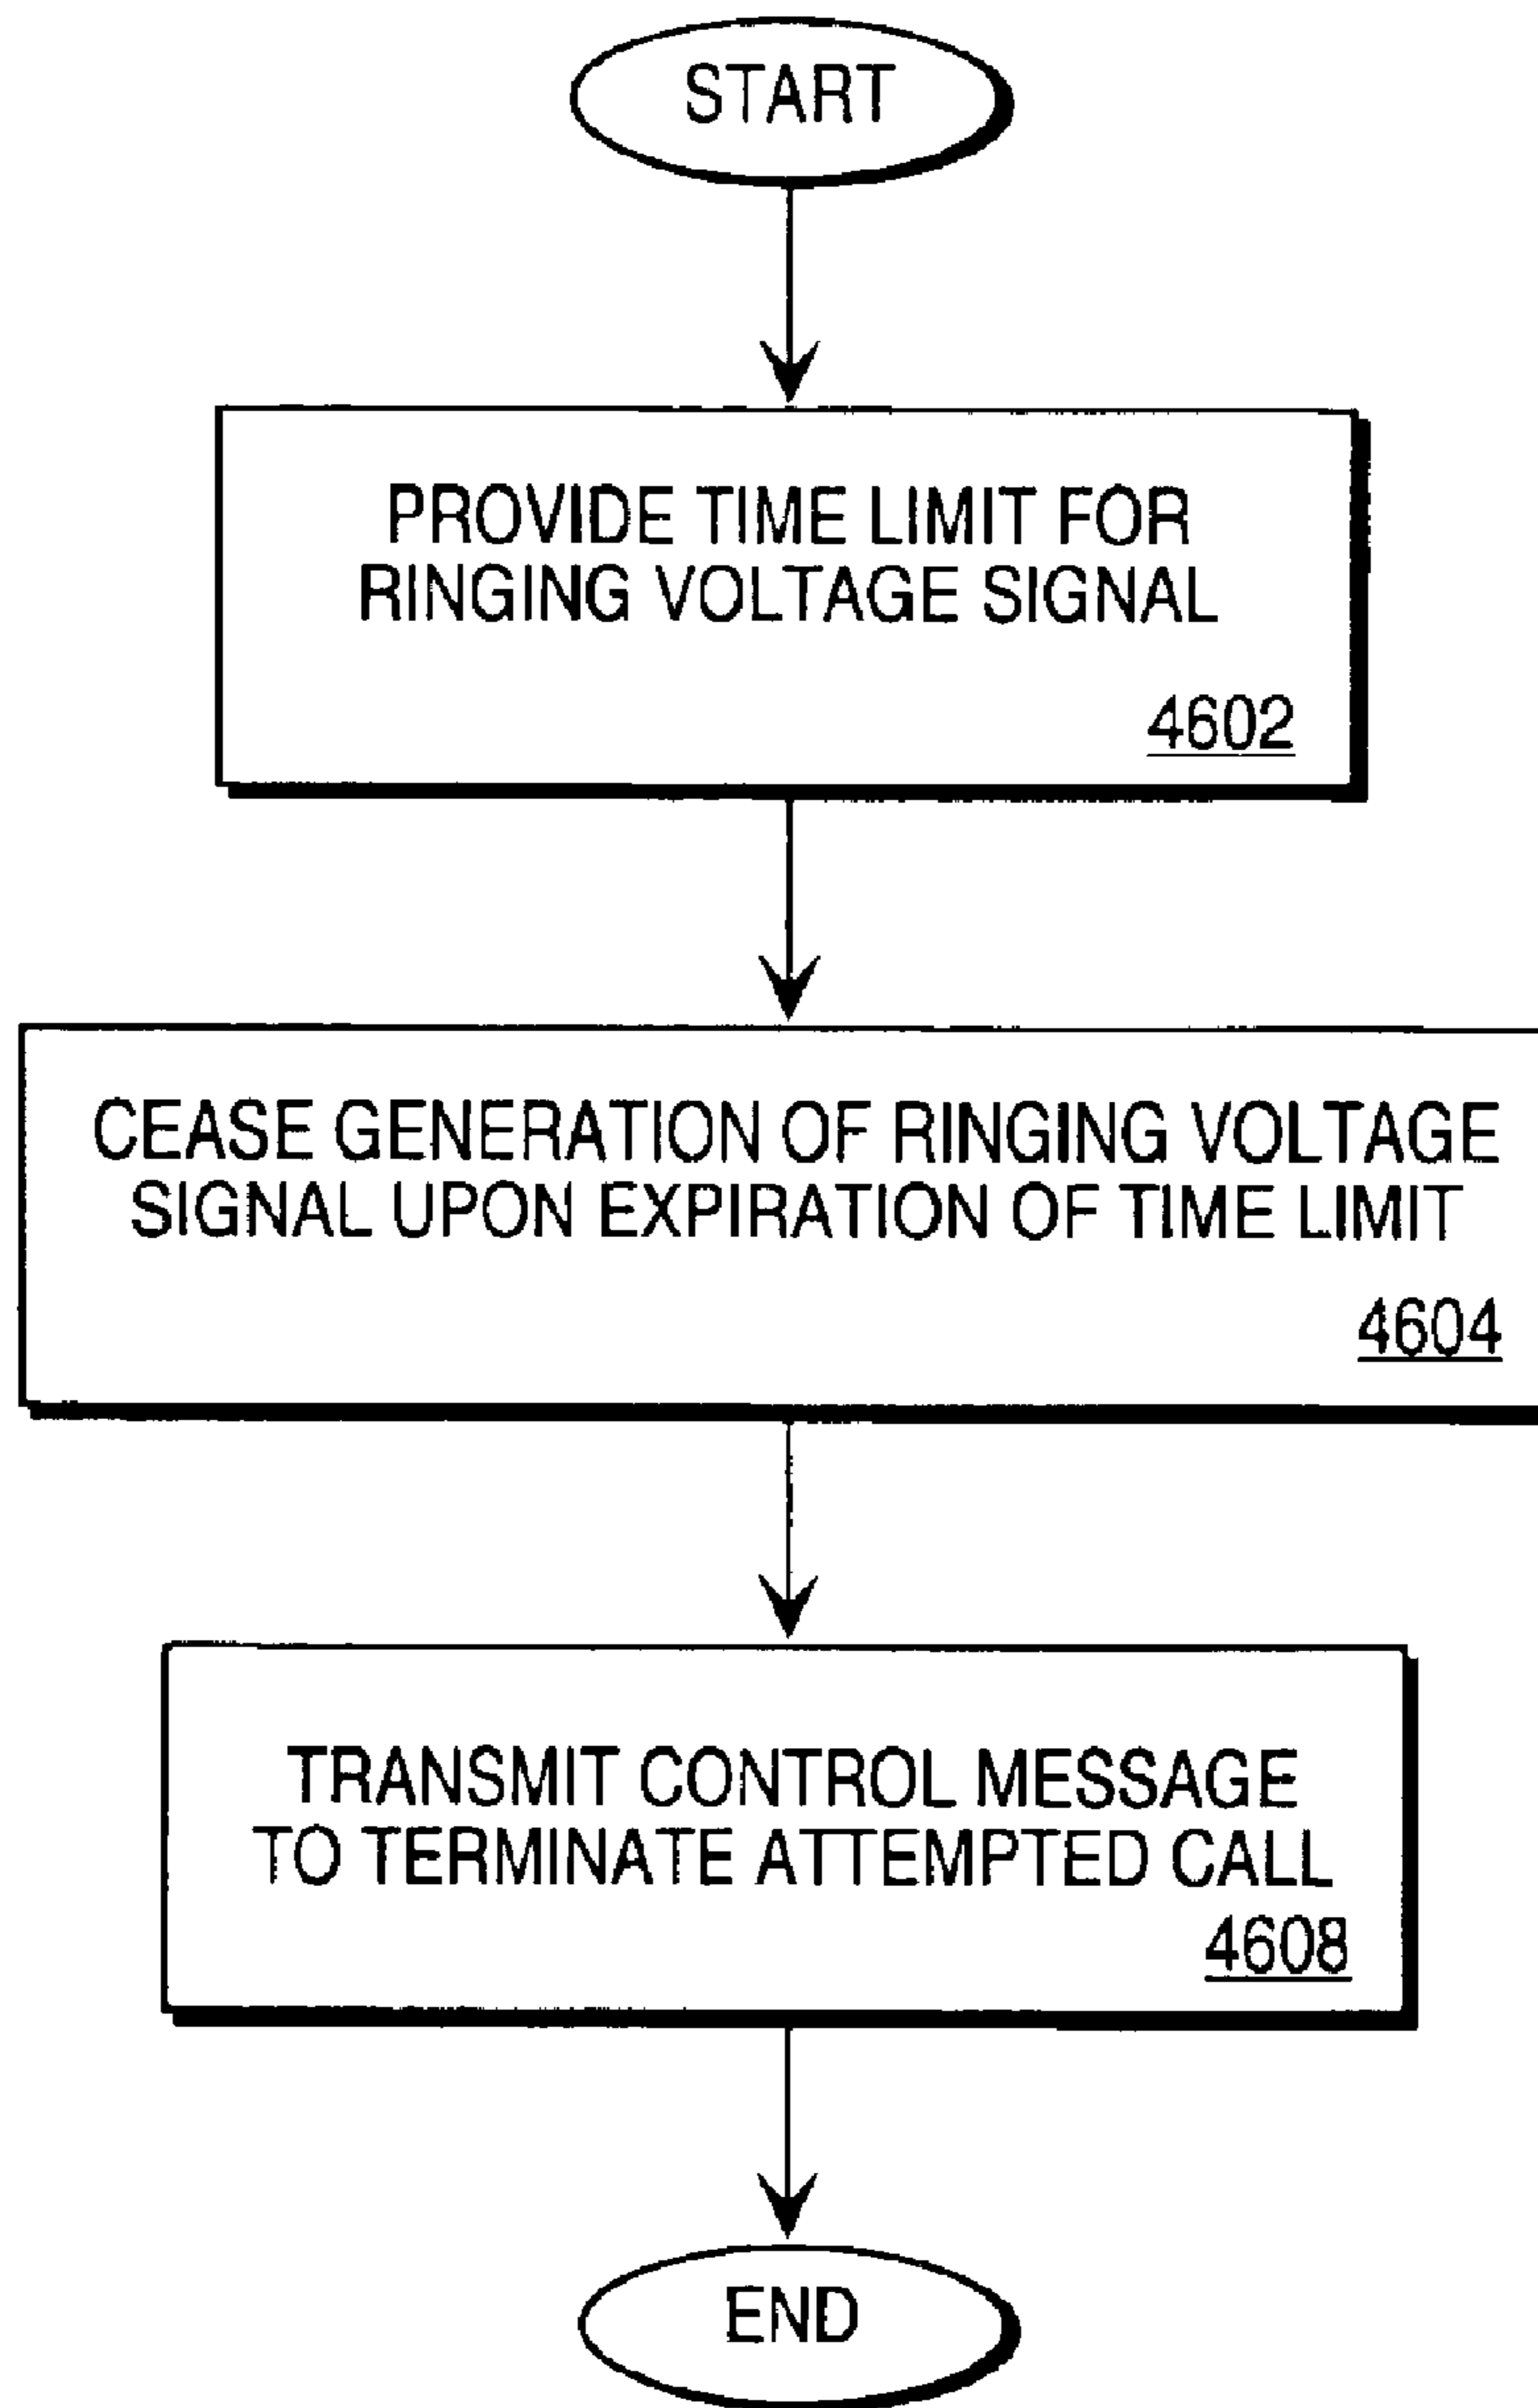 START
PROVIDE TIME LIMIT FOR
RINGING VOLTAGE SIGNAL
4602
CEASE GENERATION OF RINGING VOLTAGE
SIGNAL UPON EXPIRATION OF TIME LIMIT
4604
TRANSMIT CONTROL MESSAGE
TO TERMINATE ATTEMPTED CALL
4608
END